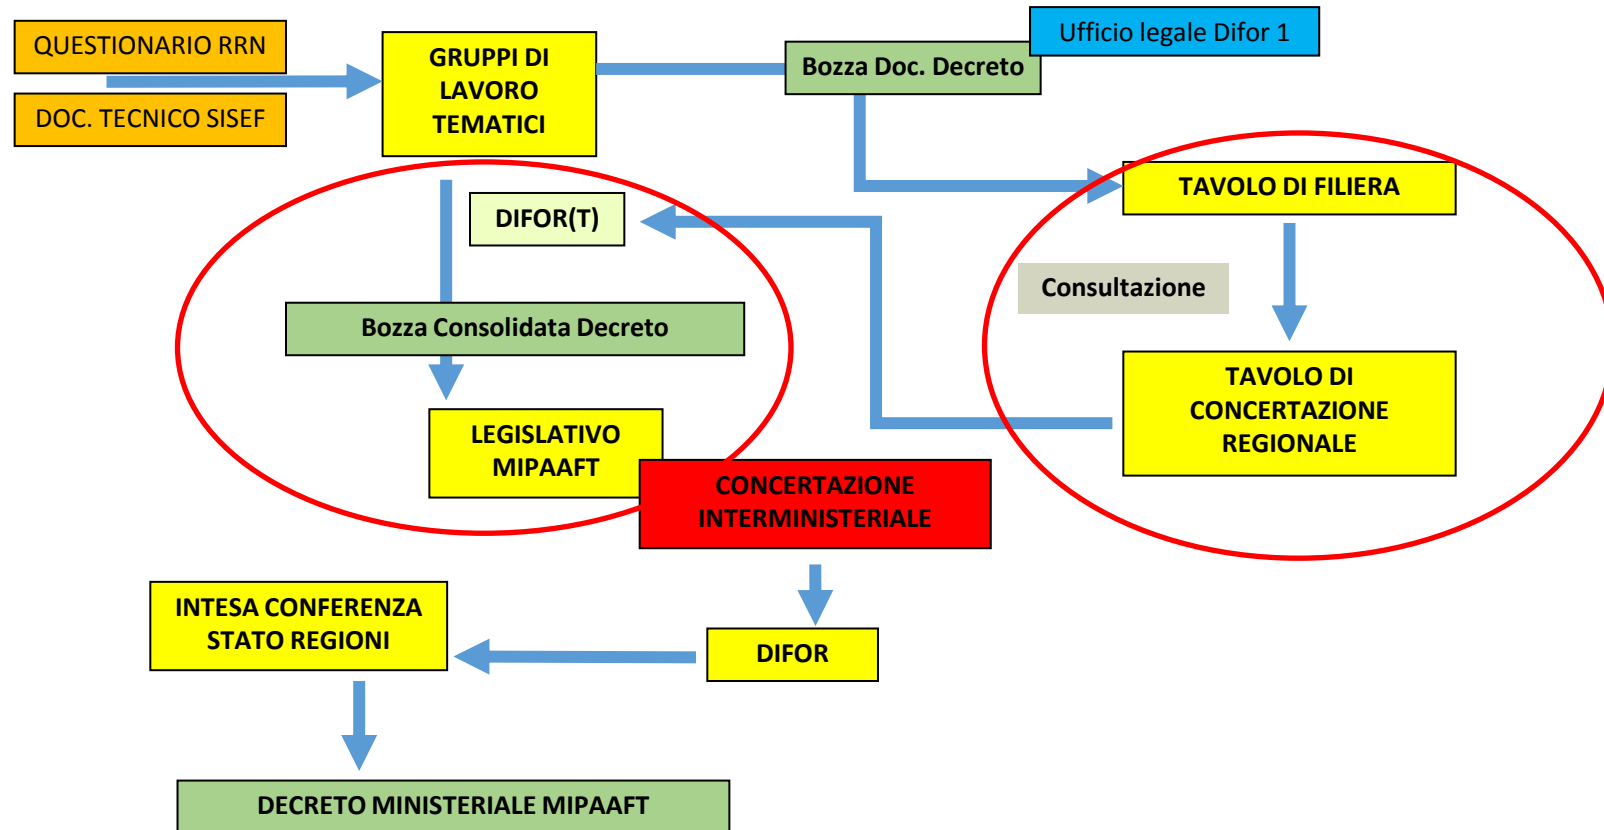 QUESTIONARIO RRN
DOC. TECNICO SISEF
GRUPPI DI
LAVORO
TEMATICI
Bozza Doc. Decreto
Ufficio legale Difor 1
TAVOLO DI FILIERA
Consultazione
TAVOLO DI
CONCERTAZIONE
REGIONALE
DIFOR(T)
Bozza Consolidata Decreto
LEGISLATIVO
MIPAAFT
CONCERTAZIONE
INTERMINISTERIALE
DIFOR
INTESA CONFERENZA
STATO REGIONI
DECRETO MINISTERIALE MIPAAFT